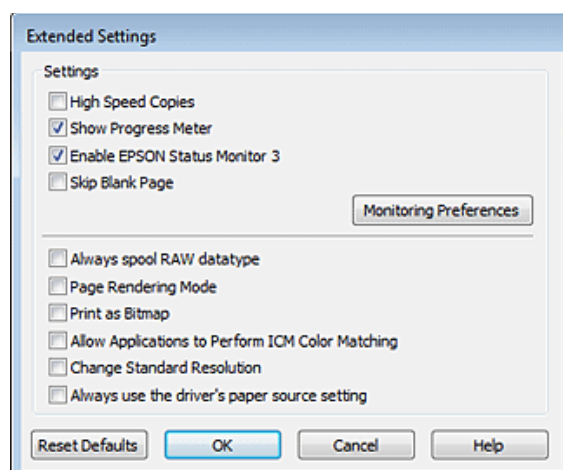 Extended Settings
Settings
High Speed Copies
Show Progress Meter
Enable EPSON Status Monitor 3
Skip Blank Page
Monitoring Preferences
Always spool RAW datatype
Page Rendering Mode
Print as Bitmap
Allow Applications to Perform ICM Color Matching
Change Standard Resolution
Always use the driver's paper source setting
Reset Defaults OK Cancel Help